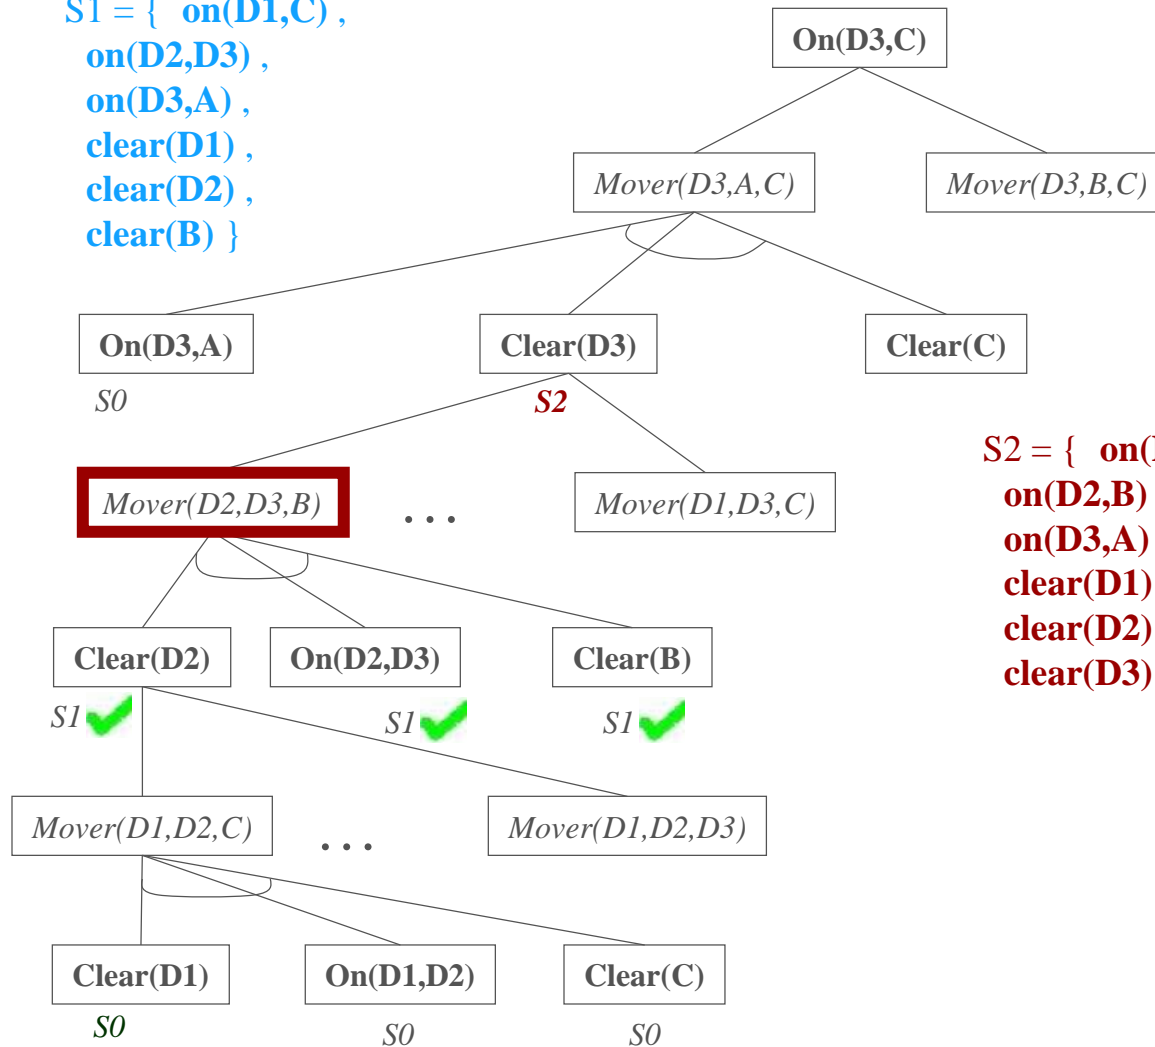 S1 = { on(D1,C) ,
on(D2,D3) ,
on(D3,A) ,
clear(D1) ,
clear(D2) ,
clear(B) }
On(D3,C)
Mover(D3,A,C)
Mover(D3,B,C)
On(D3,A)
Clear(D3)
Clear(C)
S0
S2
S2 = { on(
on(D2,B)
on(D3,A)
clear(D1)
clear(D2)
clear(D3)
Mover(D2,D3,B)
. . .
Mover(D1,D3,C)
Clear(D2)
On(D2,D3)
Clear(B)
S1
S1
S1
Mover(D1,D2,C)
. . .
Mover(D1,D2,D3)
Clear(D1)
On(D1,D2)
Clear(C)
S0
S0
S0